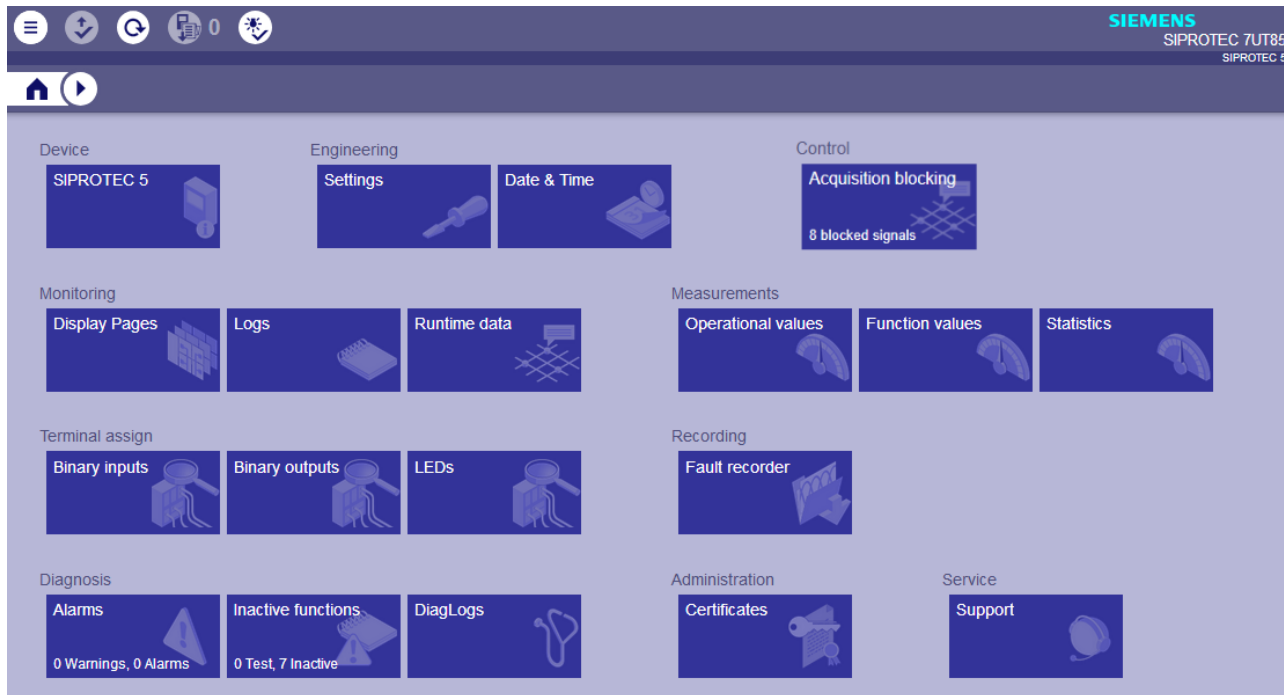 0
SIEMENS
SIPROTEC 7UT85
SIPROTEC 5
Device
Engineering
Control
SIPROTEC 5
Settings
Date & Time
Acquisition blocking
8 blocked signals
Monitoring
Measurements
Display Pages
Logs
Runtime data
Operational values
Function values
Statistics
Terminal assign
Recording
Binary inputs
Binary outputs
LEDs
Fault recorder
Diagnosis
Administration
Service
Alarms
0 Warnings, 0 Alarms
Inactive functions
0 Test, 7 Inactive
DiagLogs
Certificates
Support